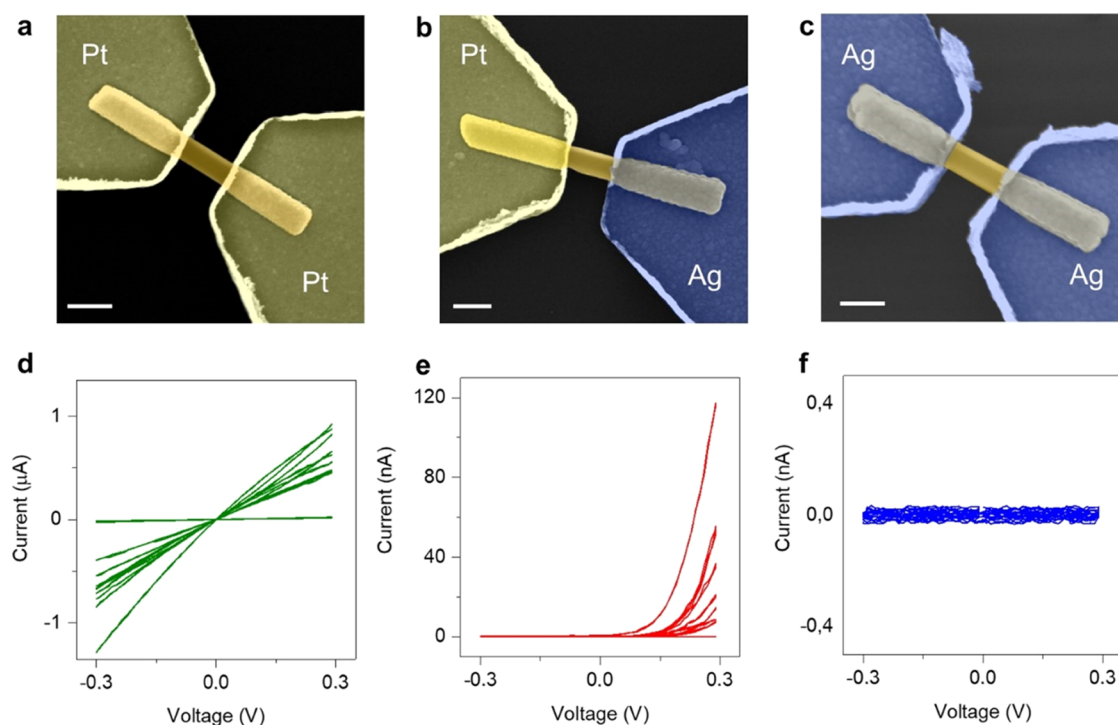 a
Pt
Pt
b
Pt
Ag
c
Ag
Ag
d
Current (μA)
1
0
-1
-0.3
0.0
0.3
Voltage (V)
e
Current (nA)
120
80
40
0
-0.3
0.0
0.3
Voltage (V)
f
Current (nA)
0,4
0,0
-0,4
-0.3
0.0
0.3
Voltage (V)